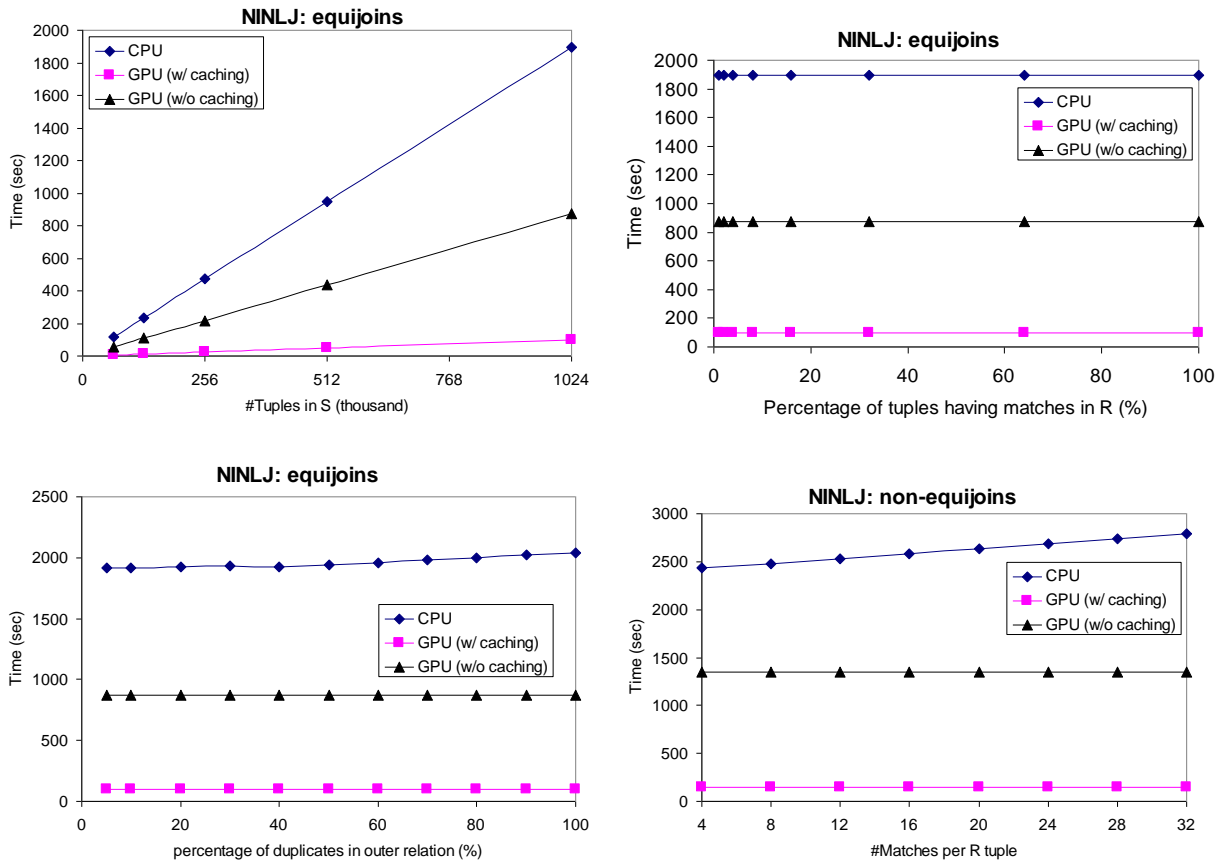 NINLJ: equijoins
2000
1800
1600
1400
1200
1000
800
600
400
200
0
Time (sec)
CPU
GPU (w/ caching)
GPU (w/o caching)
0
256
512
768
1024
#Tuples in S (thousand)
NINLJ: equijoins
2000
1800
1600
1400
1200
1000
800
600
400
200
0
Time (sec)
CPU
GPU (w/ caching)
GPU (w/o caching)
0
20
40
60
80
100
Percentage of tuples having matches in R (%)
NINLJ: equijoins
2500
2000
1500
1000
500
0
Time (sec)
CPU
GPU (w/ caching)
GPU (w/o caching)
0
20
40
60
80
100
percentage of duplicates in outer relation (%)
NINLJ: non-equijoins
3000
2500
2000
1500
1000
500
0
Time (sec)
CPU
GPU (w/ caching)
GPU (w/o caching)
4
8
12
16
20
24
28
32
#Matches per R tuple